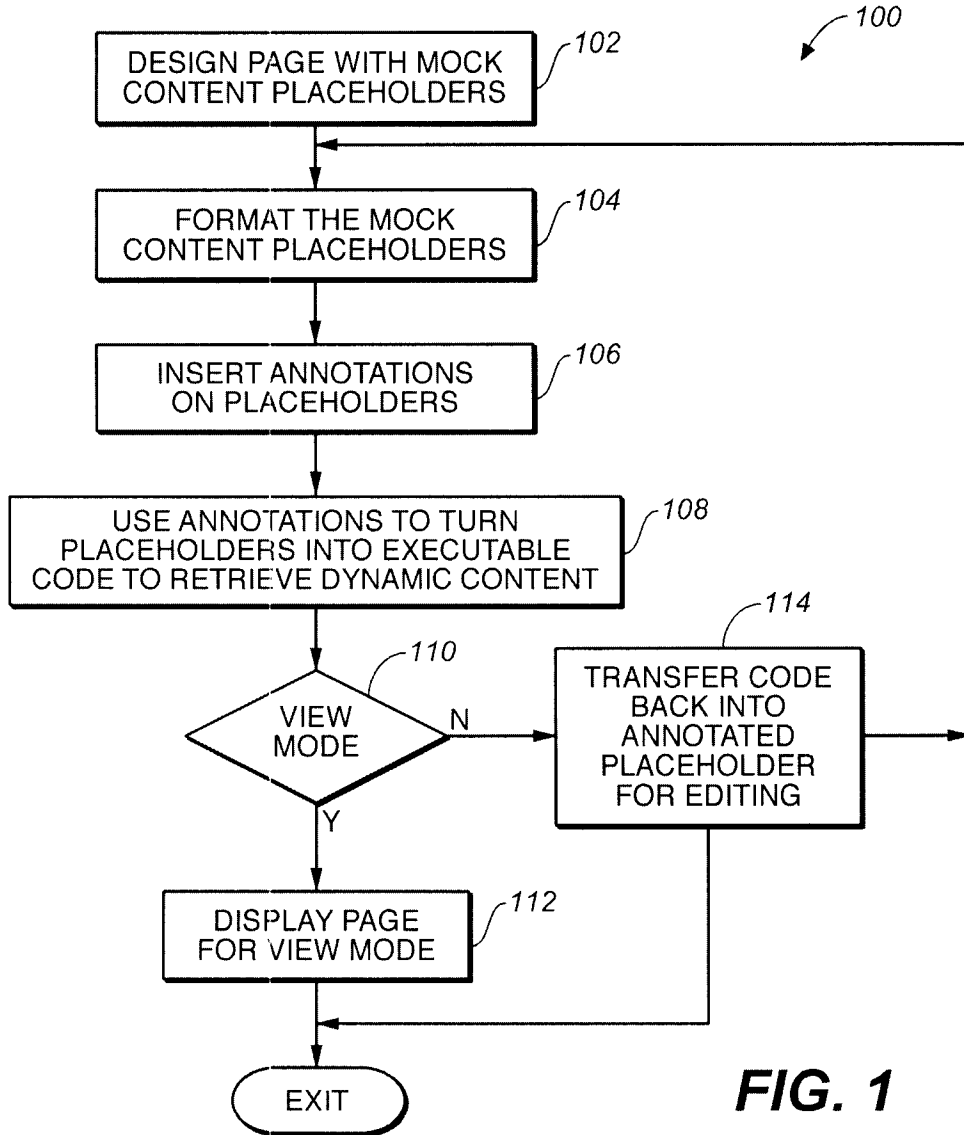 100
DESIGN PAGE WITH MOCK
CONTENT PLACEHOLDERS
102
FORMAT THE MOCK
CONTENT PLACEHOLDERS
104
INSERT ANNOTATIONS
ON PLACEHOLDERS
106
USE ANNOTATIONS TO TURN
PLACEHOLDERS INTO EXECUTABLE
CODE TO RETRIEVE DYNAMIC CONTENT
108
VIEW
MODE
110
N
Y
TRANSFER CODE
BACK INTO
ANNOTATED
PLACEHOLDER
FOR EDITING
114
DISPLAY PAGE
FOR VIEW MODE
112
EXIT
FIG. 1